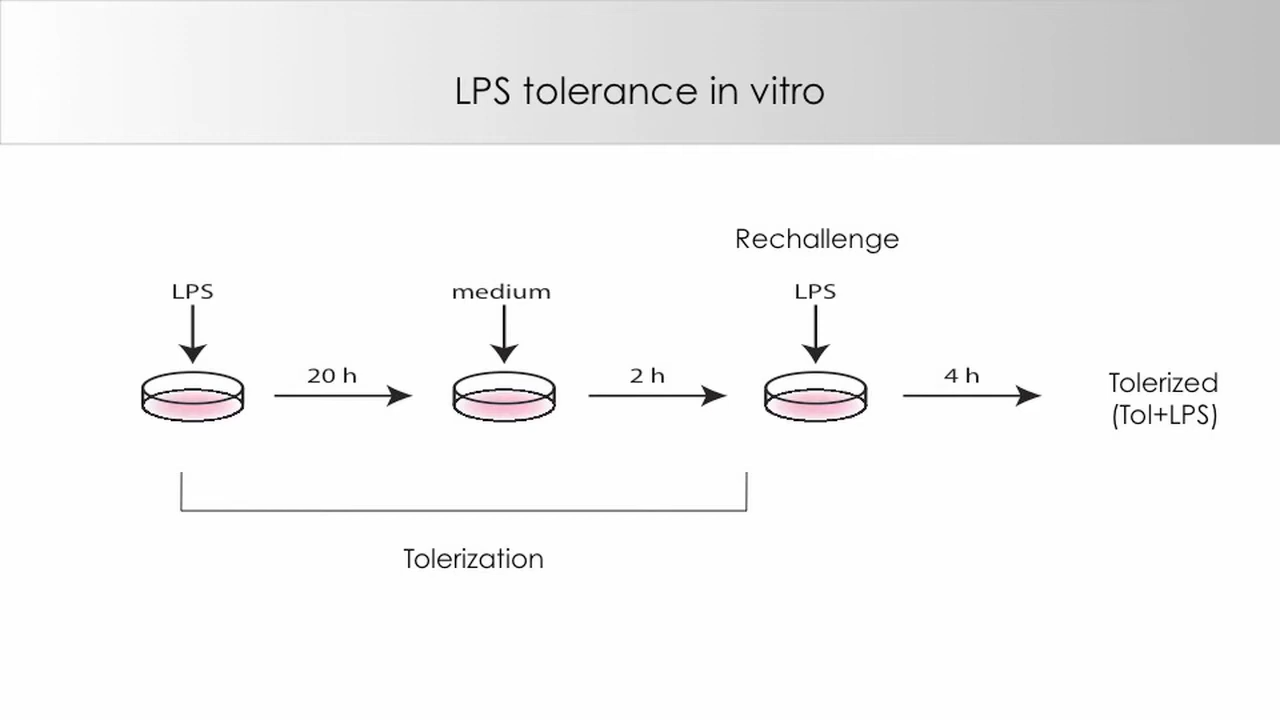 LPS tolerance in vitro
Rechallenge
LPS
medium
LPS
20 h
2 h
4 h
Tolerized
(Tol+LPS)
Tolerization